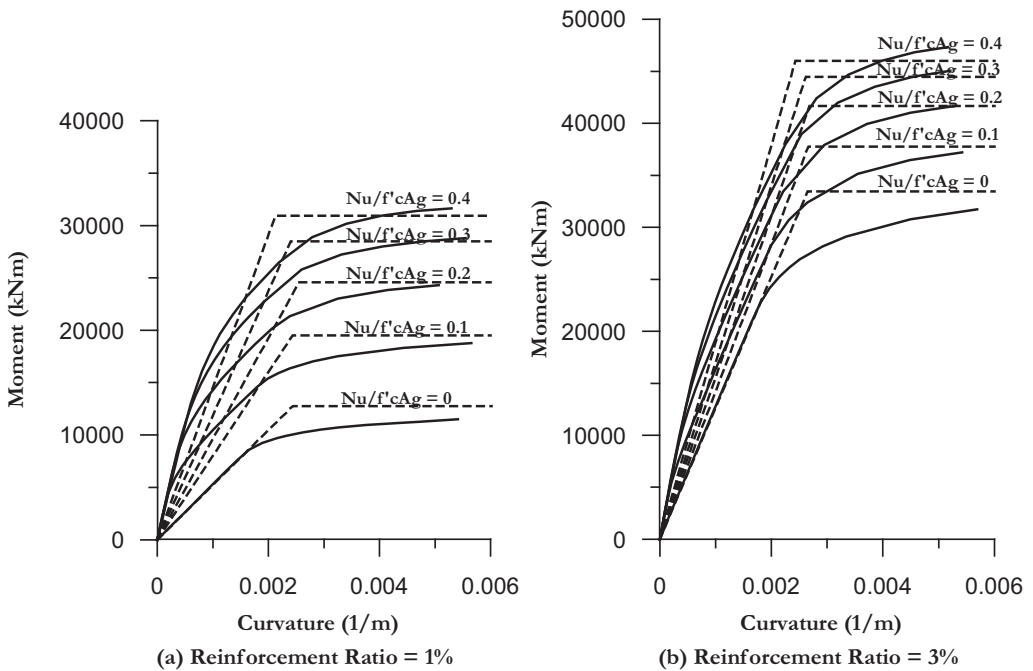 40000
30000
20000
10000
0
Moment (kNm)
Nu/f'cAg = 0.4
Nu/f'cAg = 0.3
Nu/f'cAg = 0.2
Nu/f'cAg = 0.1
Nu/f'cAg = 0
0 0.002 0.004 0.006
Curvature (1/m)
(a) Reinforcement Ratio = 1%
50000
40000
30000
20000
10000
0
Moment (kNm)
Nu/f'cAg = 0.4
Nu/f'cAg = 0.3
Nu/f'cAg = 0.2
Nu/f'cAg = 0.1
Nu/f'cAg = 0
0 0.002 0.004 0.006
Curvature (1/m)
(b) Reinforcement Ratio = 3%